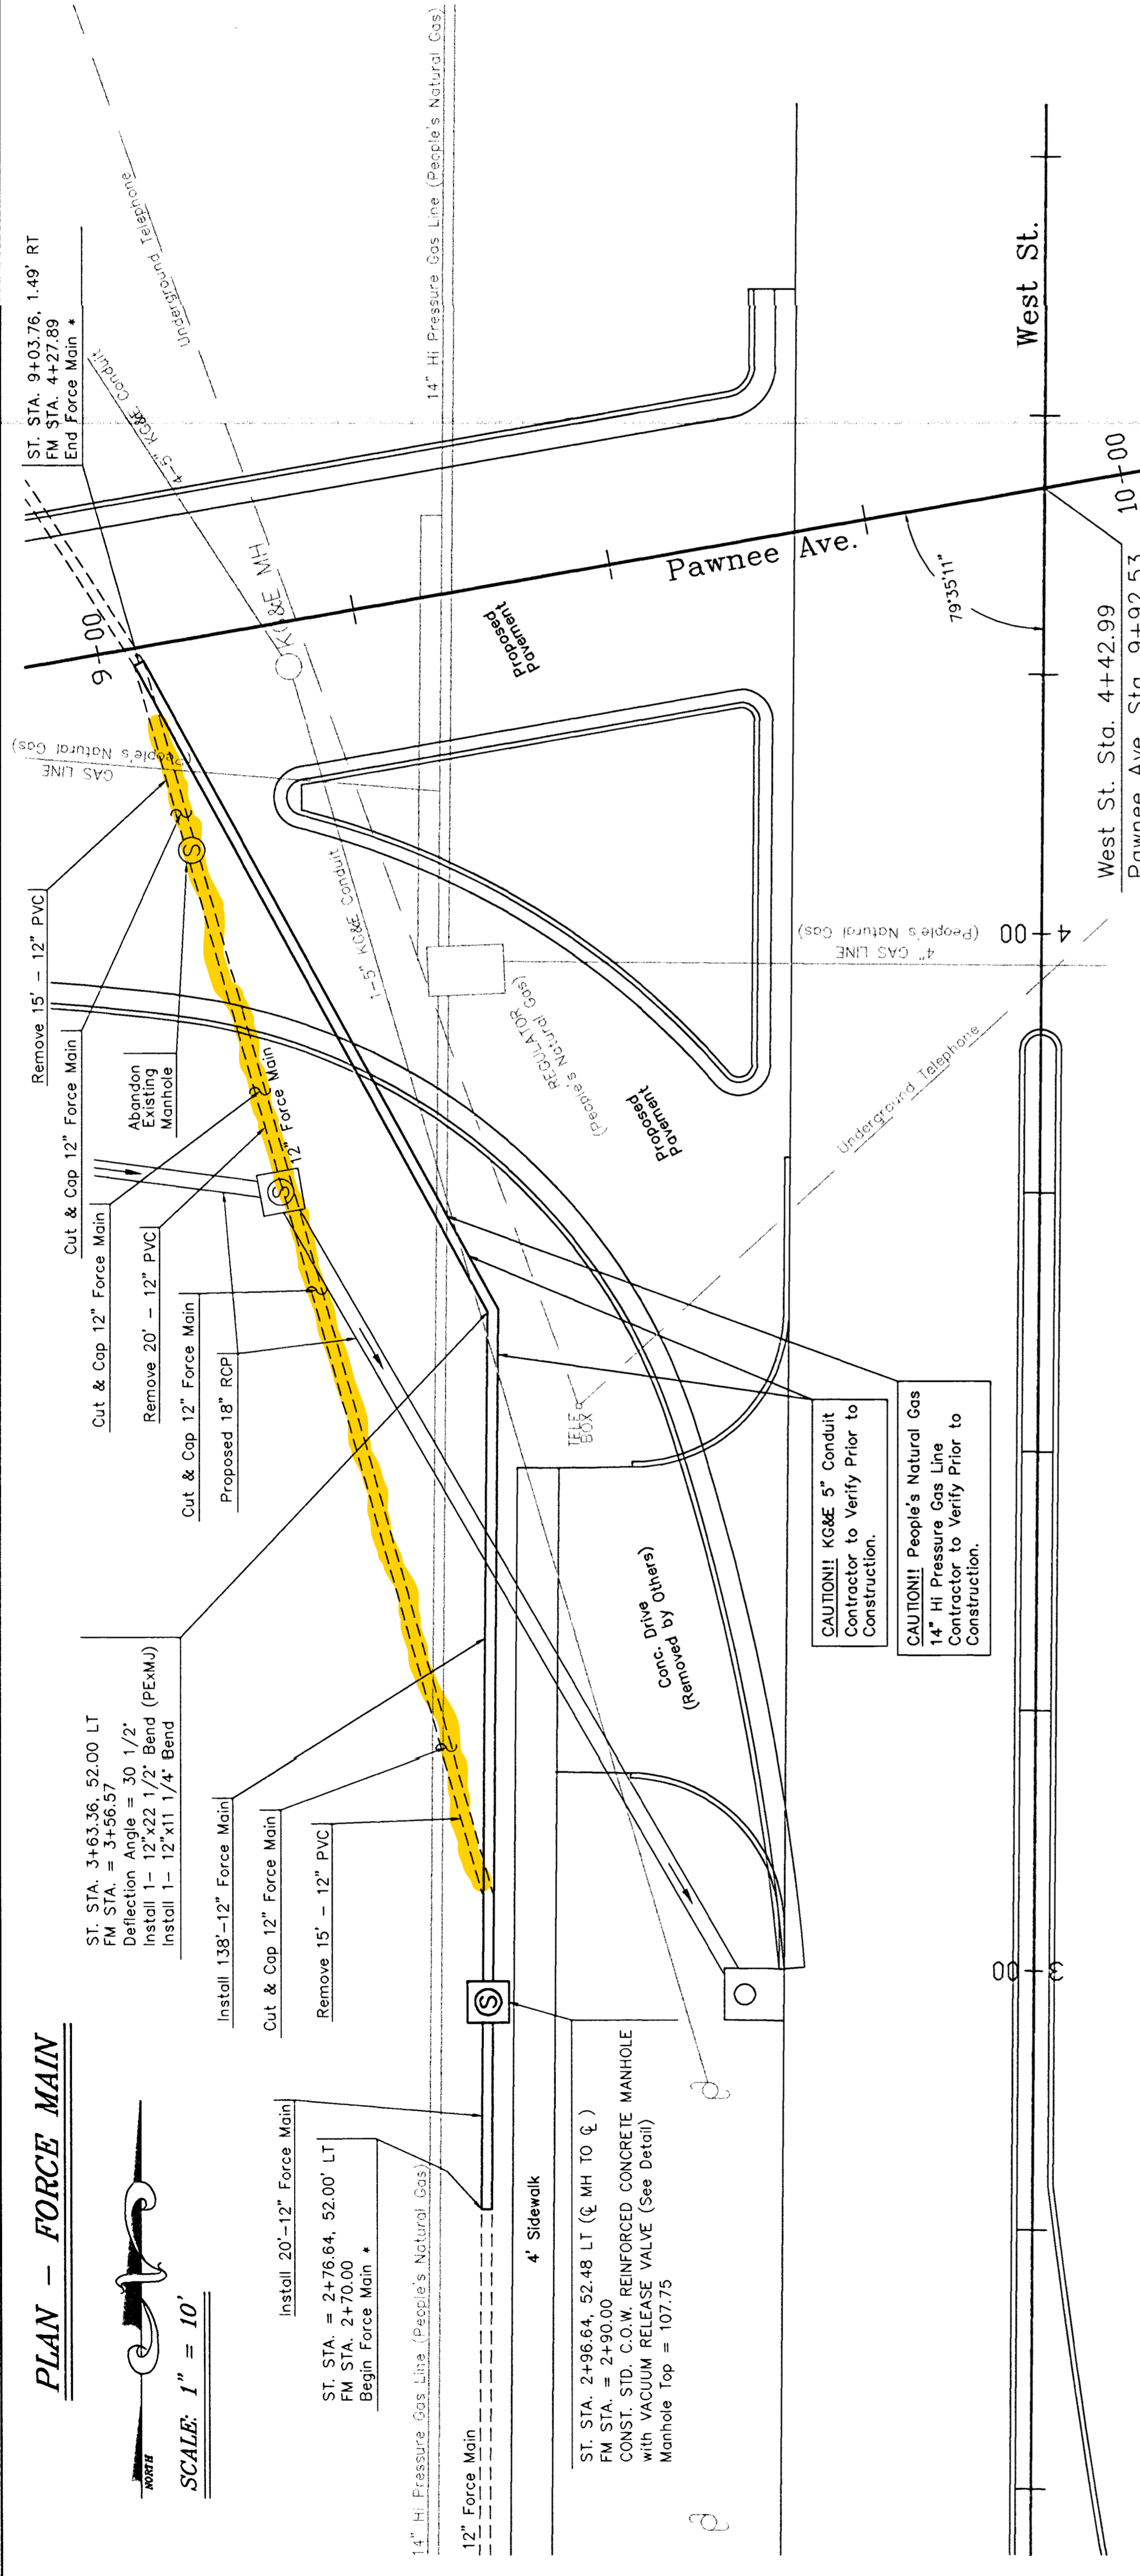 PLAN - FORCE MAIN
NORTH
SCALE: 1" = 10'
ST. STA. 9+03.76, 1.49' RT
FM STA. 4+27.89
End Force Main *
Underground Telephone
4-5" KG&E Conduit
14" Hi Pressure Gas Line (People's Natural Gas)
KG&E MH
9+00
GAS LINE
(People's Natural Gas)
Remove 15' - 12" PVC
Cut & Cap 12" Force Main
Abandon
Existing
Manhole
S
Cut & Cap 12" Force Main
12" Force Main
Remove 20' - 12" PVC
S
Cut & Cap 12" Force Main
Proposed 18" RCP
ST. STA. 3+63.36, 52.00 LT
FM STA. = 3+56.57
Deflection Angle = 30 1/2°
Install 1- 12"x22 1/2° Bend (PExMJ)
Install 1- 12"x11 1/4° Bend
Install 138'-12" Force Main
Cut & Cap 12" Force Main
Remove 15' - 12" PVC
S
Install 20'-12" Force Main
ST. STA. = 2+76.64, 52.00' LT
FM STA. 2+70.00
Begin Force Main *
14" Hi Pressure Gas Line (People's Natural Gas)
12" Force Main
4' Sidewalk
ST. STA. 2+96.64, 52.48 LT (℄ MH TO ℄ )
FM STA. = 2+90.00
CONST. STD. C.O.W. REINFORCED CONCRETE MANHOLE
with VACUUM RELEASE VALVE (See Detail)
Manhole Top = 107.75
1-5" KG&E Conduit
REGULATOR
(People's Natural Gas)
TELE
BOX
Proposed
Pavement
Proposed
Pavement
Pawnee Ave.
4" GAS LINE
(People's Natural Gas)
Underground Telephone
Conc. Drive
(Removed by Others)
CAUTION!! KG&E 5" Conduit
Contractor to Verify Prior to
Construction.
CAUTION!! People's Natural Gas
14" Hi Pressure Gas Line
Contractor to Verify Prior to
Construction.
79°35'11"
West St.
10+00
4+00
3+00
West St. Sta. 4+42.99
Pawnee Ave. Sta. 9+92.53